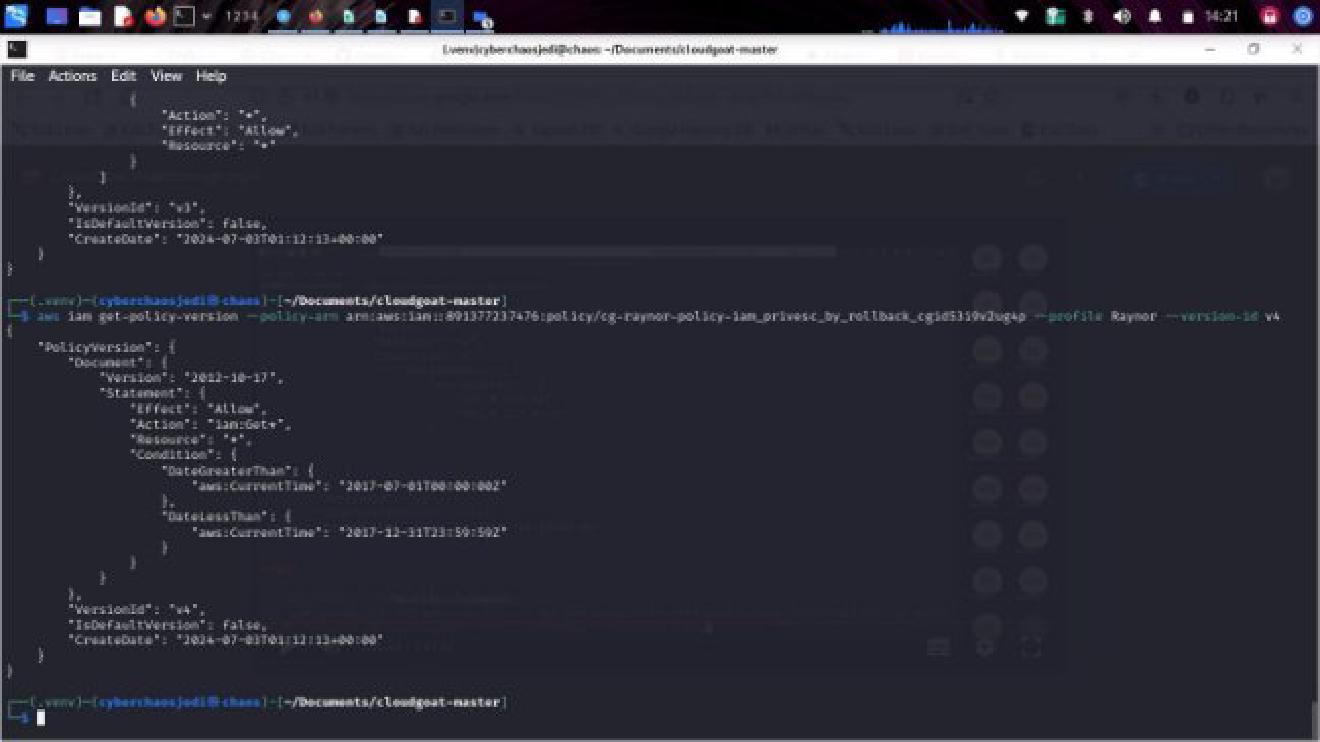 1 2 3 4
14:21
(.venv)cyberchaosjedi@chaos: ~/Documents/cloudgoat-master
File Actions Edit View Help
{
"Action": "*",
"Effect": "Allow",
"Resource": "*"
}
]
},
"VersionId": "v3",
"IsDefaultVersion": false,
"CreateDate": "2024-07-03T01:12:13+00:00"
}
}
(.venv)-(cyberchaosjedi㉿chaos)-[~/Documents/cloudgoat-master]
$ aws iam get-policy-version --policy-arn arn:aws:iam::891377237476:policy/cg-raynor-policy-iam_privesc_by_rollback_cgid5319v2ug4p --profile Raynor --version-id v4
{
"PolicyVersion": {
"Document": {
"Version": "2012-10-17",
"Statement": {
"Effect": "Allow",
"Action": "iam:Get*",
"Resource": "*",
"Condition": {
"DateGreaterThan": {
"aws:CurrentTime": "2017-07-01T00:00:00Z"
},
"DateLessThan": {
"aws:CurrentTime": "2017-12-31T23:59:59Z"
}
}
}
},
"VersionId": "v4",
"IsDefaultVersion": false,
"CreateDate": "2024-07-03T01:12:13+00:00"
}
}
(.venv)-(cyberchaosjedi㉿chaos)-[~/Documents/cloudgoat-master]
$